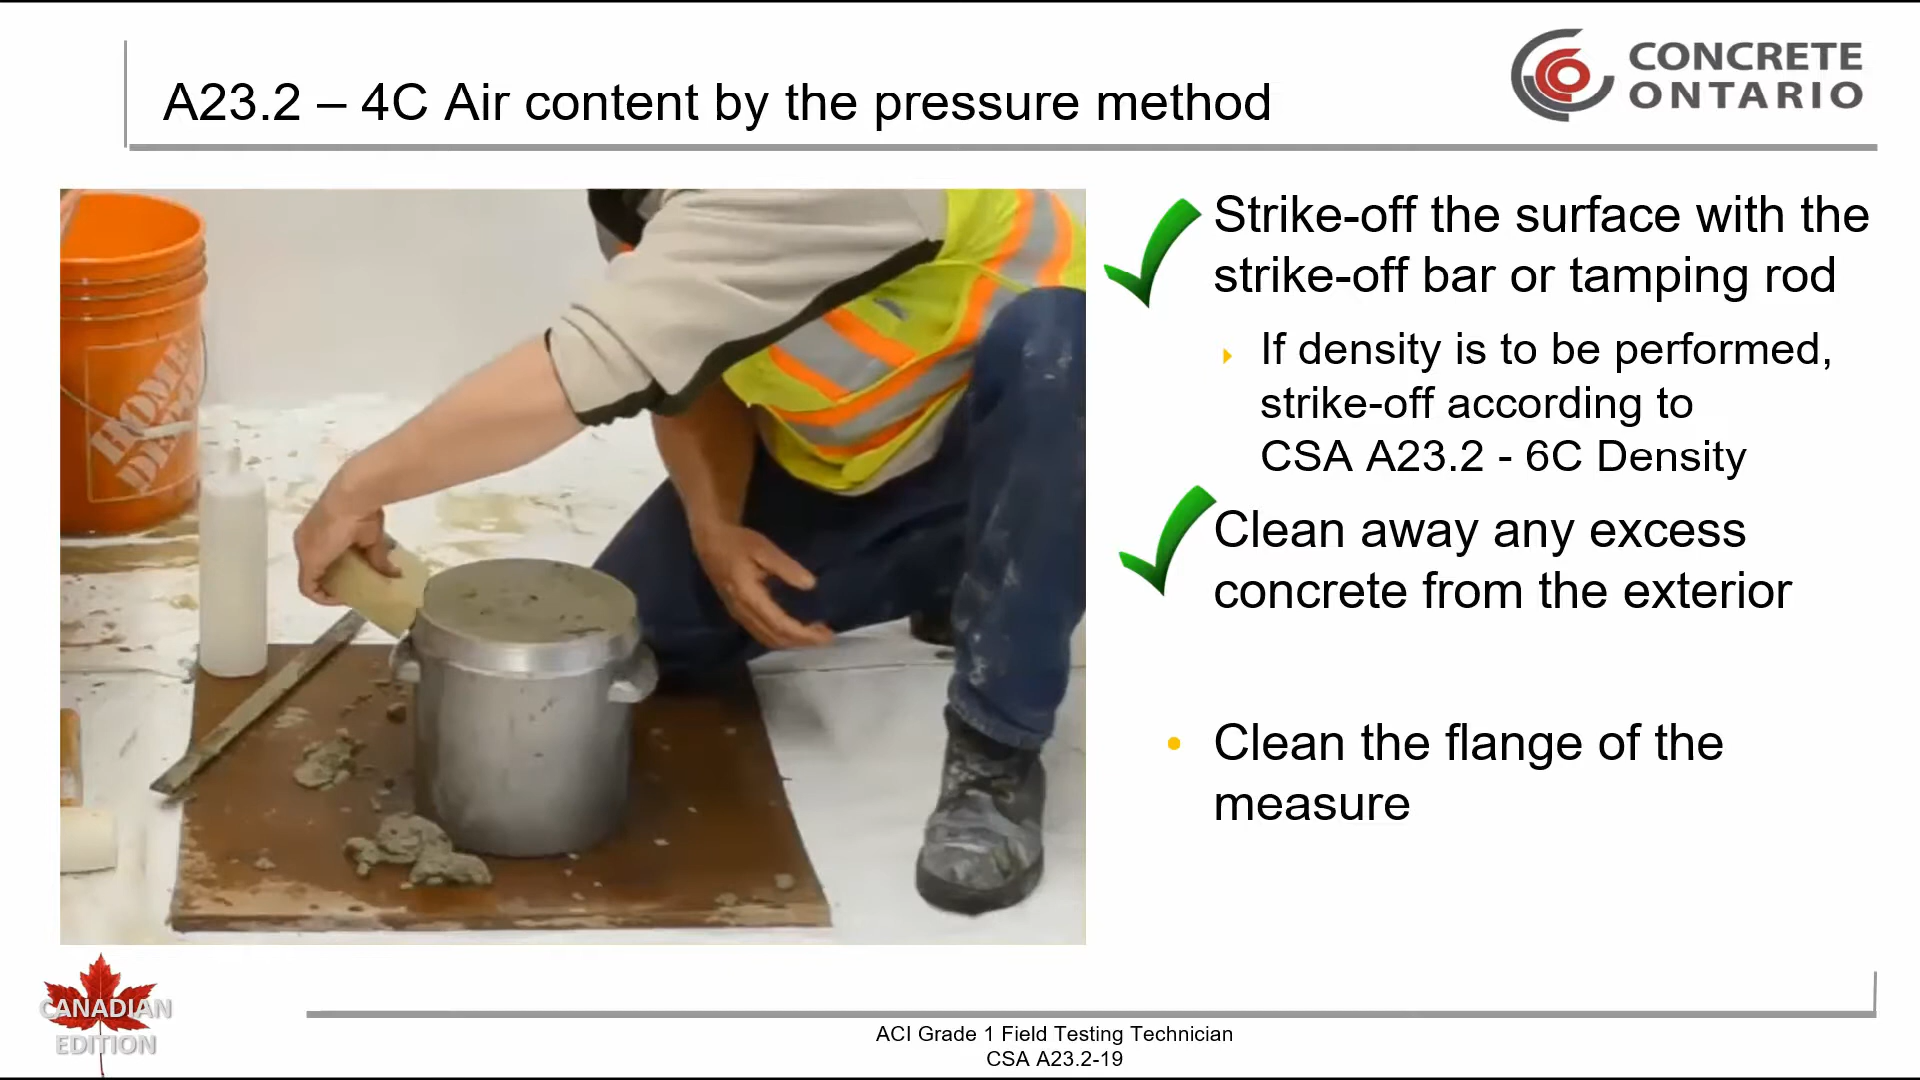 A23.2 – 4C Air content by the pressure method
CONCRETE
ONTARIO
HOME
DEPOT
Strike-off the surface with the
strike-off bar or tamping rod
If density is to be performed,
strike-off according to
CSA A23.2 - 6C Density
Clean away any excess
concrete from the exterior
Clean the flange of the
measure
CANADIAN
EDITION
ACI Grade 1 Field Testing Technician
CSA A23.2-19